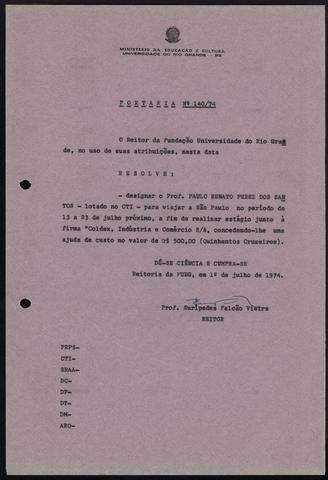 MINISTÉRIO DA EDUCAÇÃO E CULTURA
UNIVERSIDADE DO RIO GRANDE - RS
PORTARIA Nº 140/74
O Reitor da Fundação Universidade do Rio Gran
de, no uso de suas atribuições, nesta data
RESOLVE:
- designar o Prof. PAULO RENATO PEREZ DOS SAN
TOS - lotado no CTI - para viajar a São Paulo no período de
13 a 23 de julho próximo, a fim de realizar estágio junto à
firma "Coldex, Indústria e Comércio S/A, concedendo-lhe uma
ajuda de custo no valor de C$ 500,00 (Quinhentos Cruzeiros).
DÊ-SE CIÊNCIA E CUMPRA-SE
Reitoria da FURG, em 1º de julho de 1974.
Prof. Eurípedes Falcão Vieira
REITOR
PRPS-
CTI-
SRAA-
DC-
DP-
DT-
DM-
ARQ-